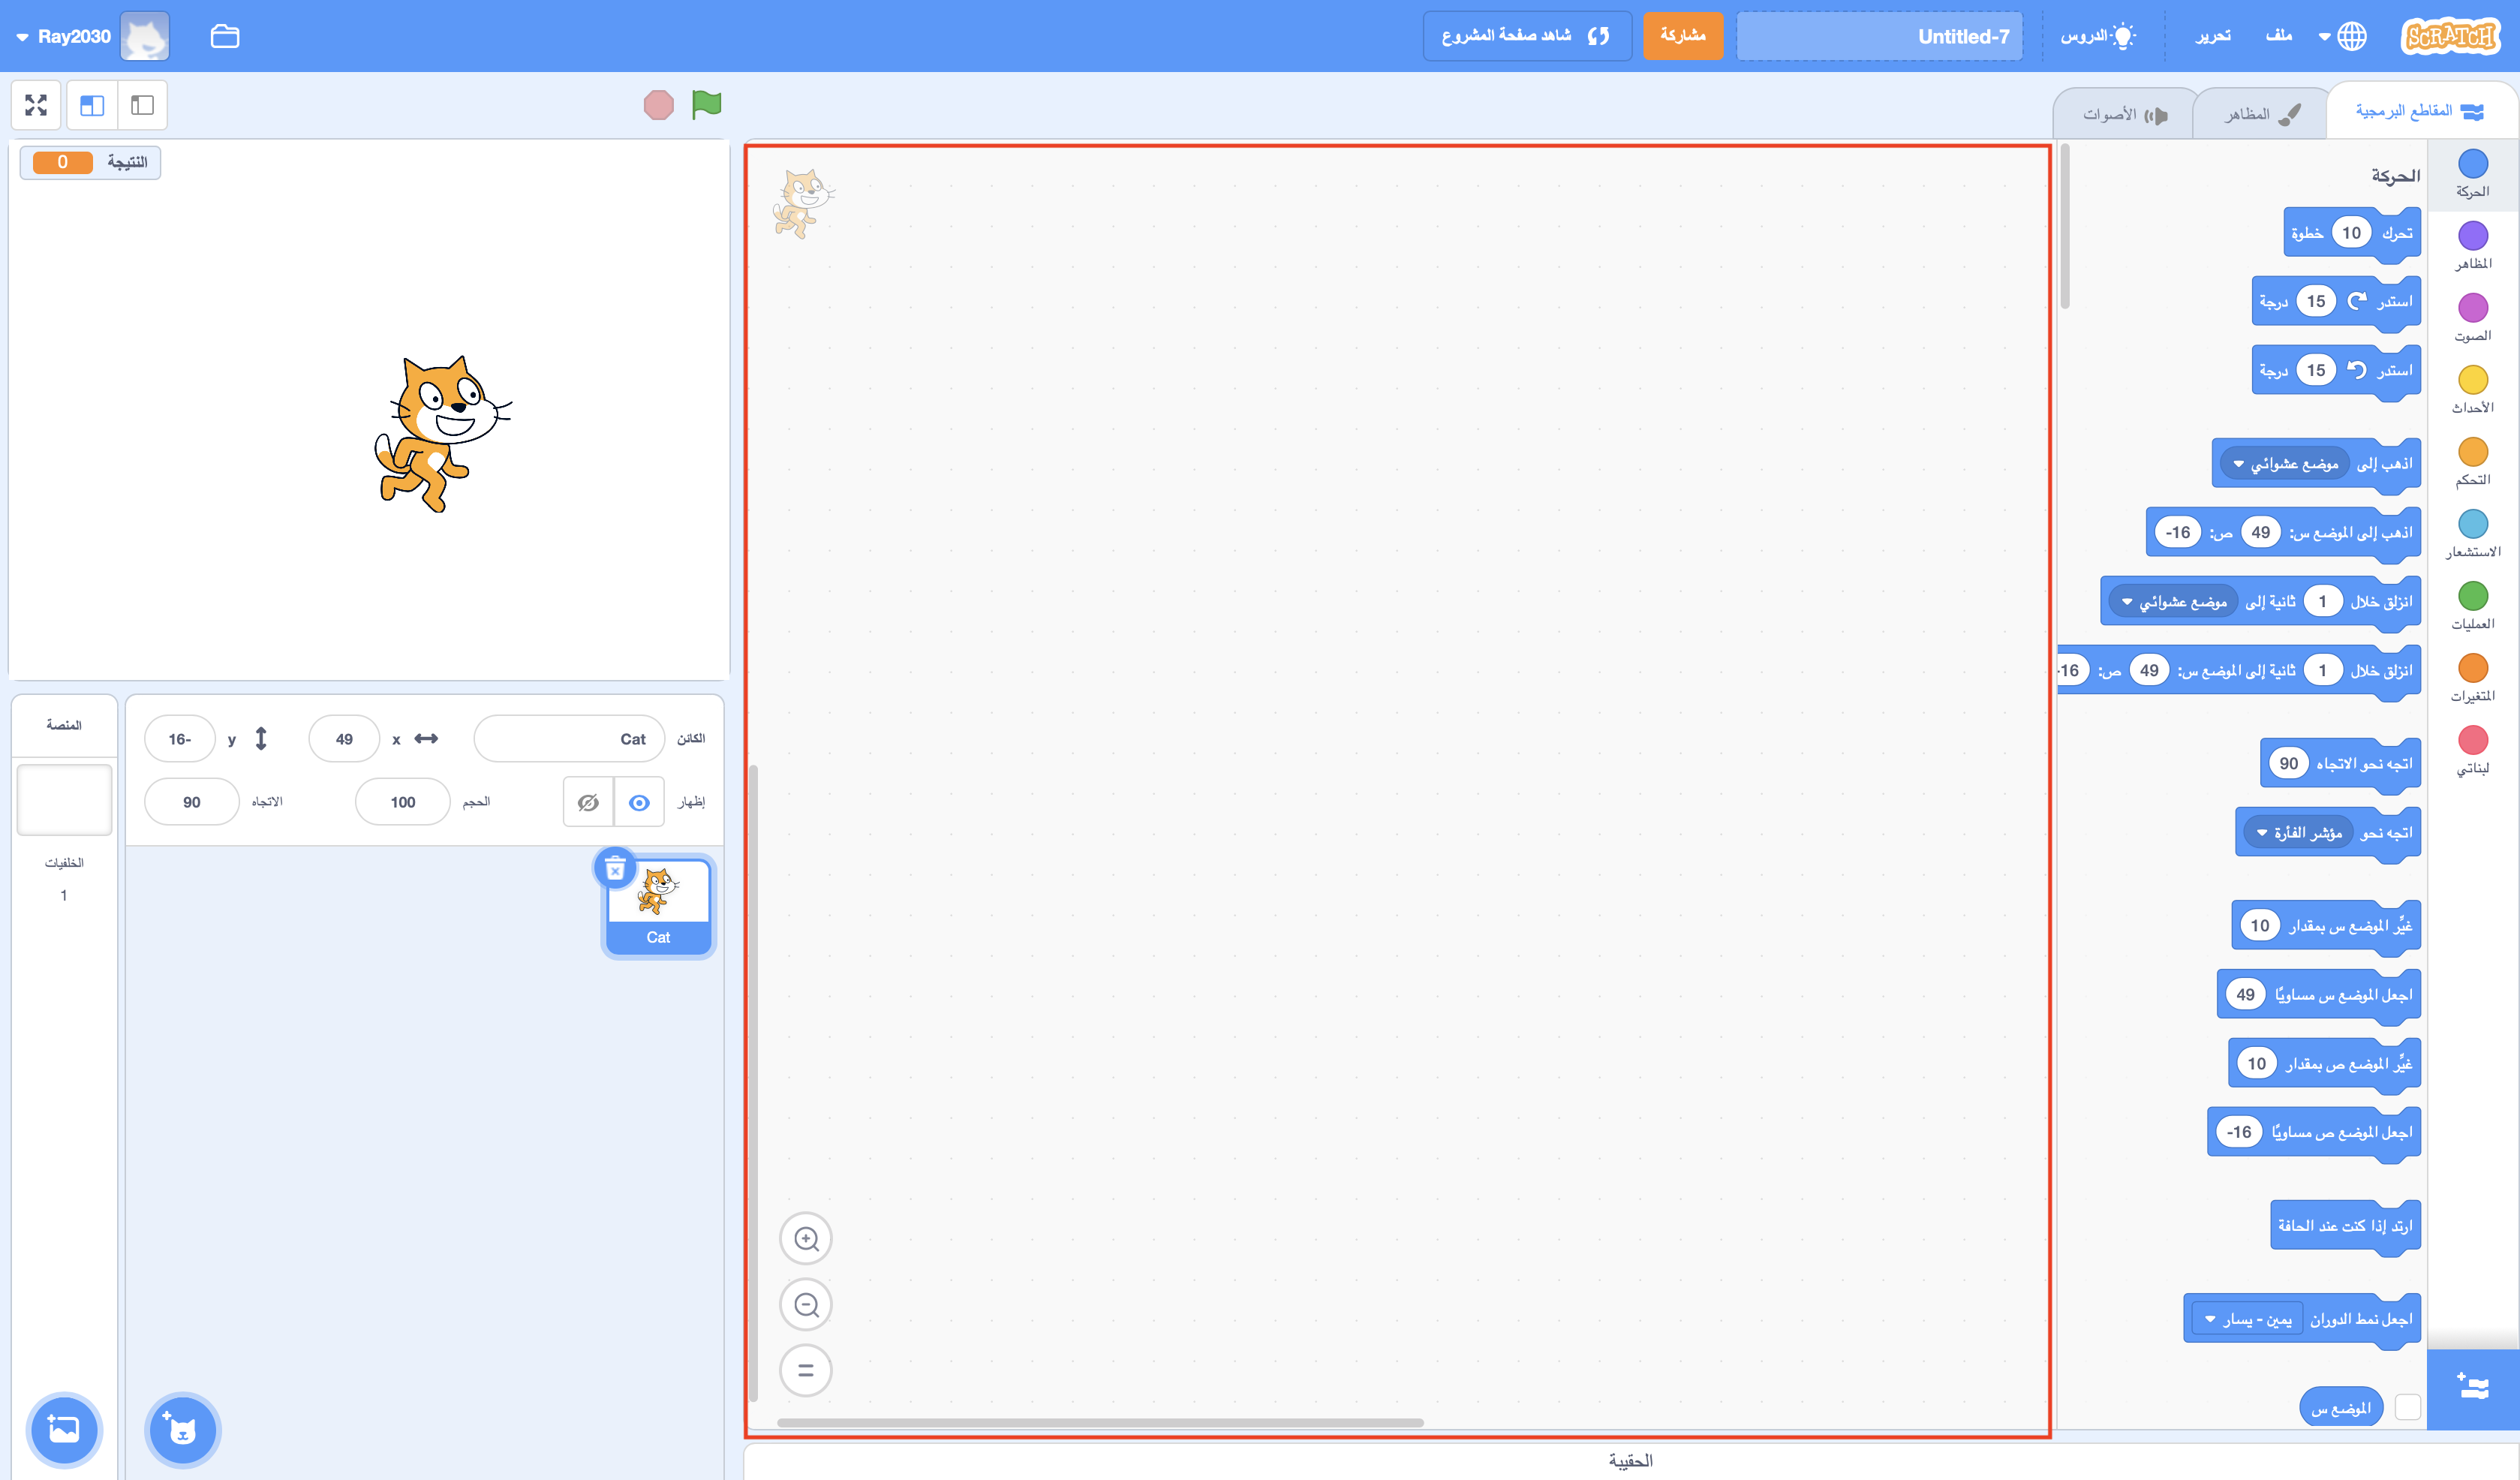 SCRATCH
ملف
تحرير
الدروس
Untitled-7
مشاركة
شاهد صفحة المشروع
Ray2030
المقاطع البرمجية
المظاهر
الأصوات
الحركة
المظاهر
الصوت
الأحداث
التحكم
الاستشعار
العمليات
المتغيرات
لبناتي
الحركة
تحرك 10 خطوة
استدر 15 درجة
استدر 15 درجة
اذهب إلى موضع عشوائي
اذهب إلى الموضع س: 49 ص: -16
انزلق خلال 1 ثانية إلى موضع عشوائي
انزلق خلال 1 ثانية إلى الموضع س: 49 ص: -16
اتجه نحو الاتجاه 90
اتجه نحو مؤشر الفأرة
غيِّر الموضع س بمقدار 10
اجعل الموضع س مساويًا 49
غيِّر الموضع ص بمقدار 10
اجعل الموضع ص مساويًا -16
ارتد إذا كنت عند الحافة
اجعل نمط الدوران يمين - يسار
الموضع س
الحقيبة
النتيجة 0
الكائن Cat x 49 y 16-
إظهار الحجم 100 الاتجاه 90
Cat
المنصة
الخلفيات
1